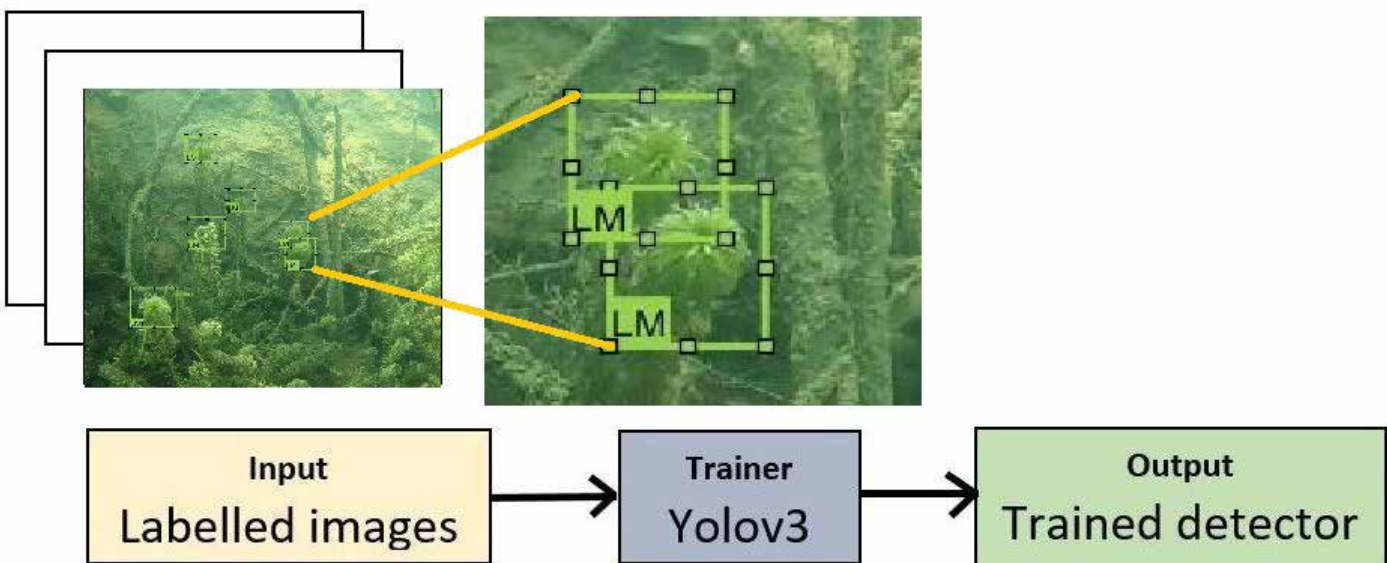 LM
LM
Input
Labelled images
Trainer
Yolov3
Output
Trained detector